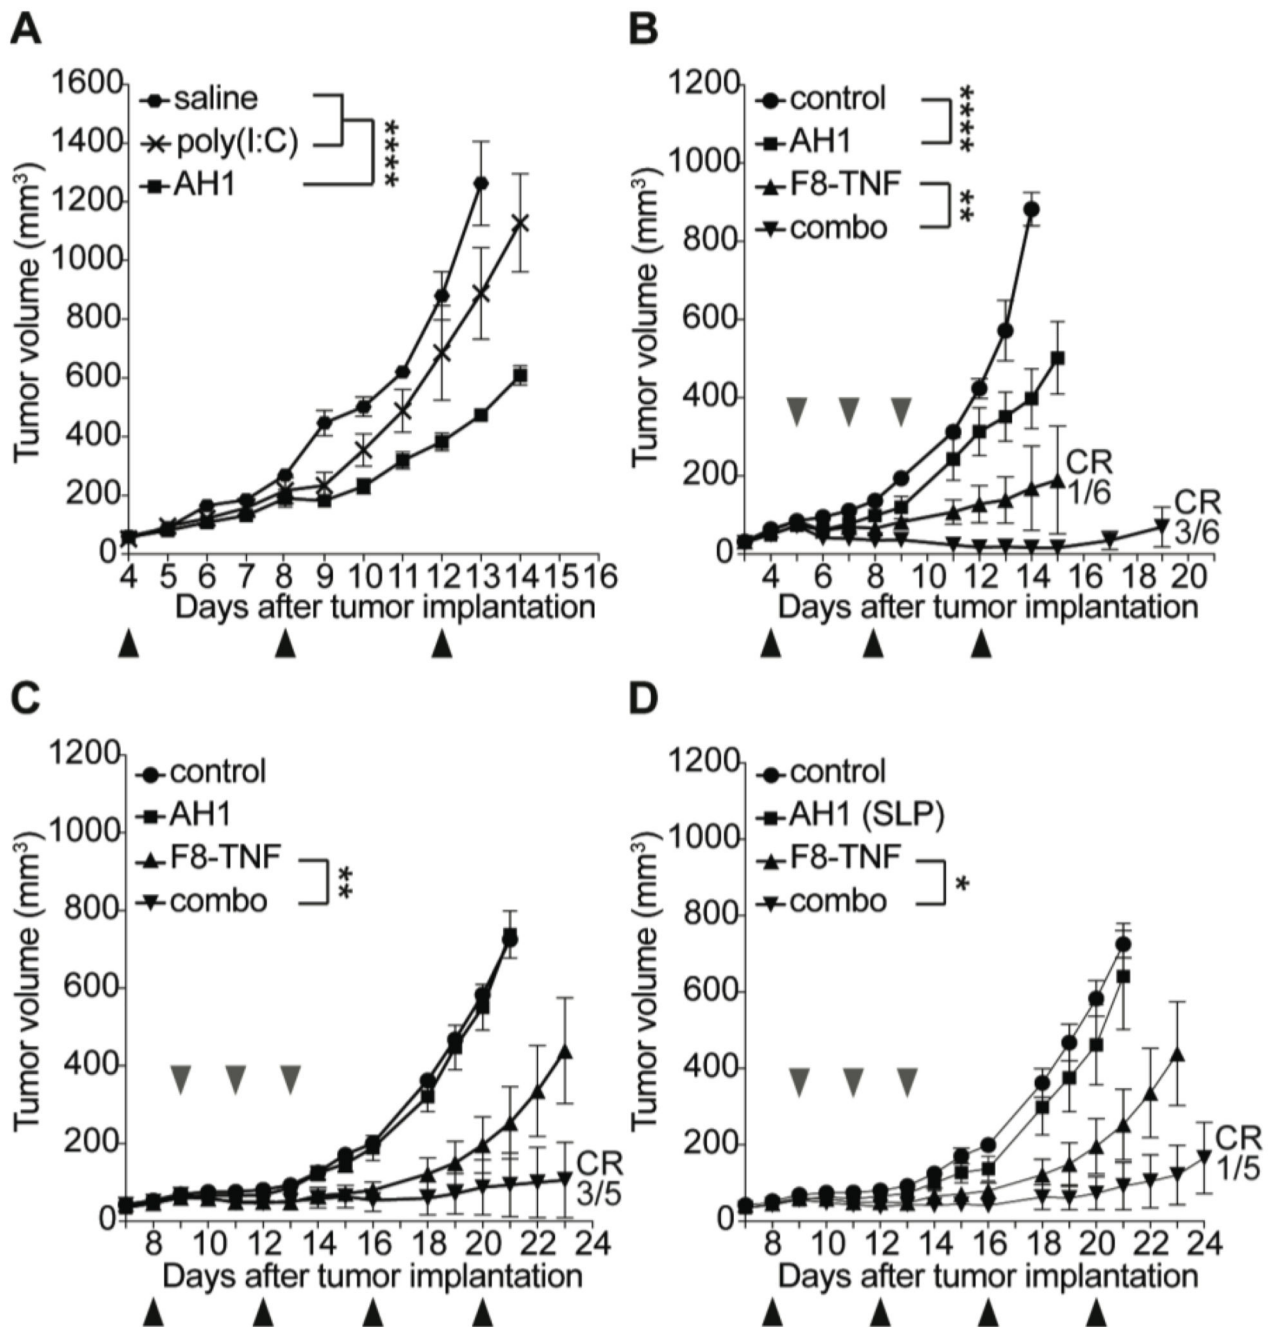 A
Tumor volume (mm³)
1600
1400
1200
1000
800
600
400
200
0
saline
poly(I:C)
AH1
****
4 5 6 7 8 9 10 11 12 13 14 15 16
Days after tumor implantation
B
Tumor volume (mm³)
1200
1000
800
600
400
200
0
control
AH1
F8-TNF
combo
****
**
CR
1/6
CR
3/6
4 6 8 10 12 14 16 18 20
Days after tumor implantation
C
Tumor volume (mm³)
1200
1000
800
600
400
200
0
control
AH1
F8-TNF
combo
**
CR
3/5
8 10 12 14 16 18 20 22 24
Days after tumor implantation
D
Tumor volume (mm³)
1200
1000
800
600
400
200
0
control
AH1 (SLP)
F8-TNF
combo
*
CR
1/5
8 10 12 14 16 18 20 22 24
Days after tumor implantation